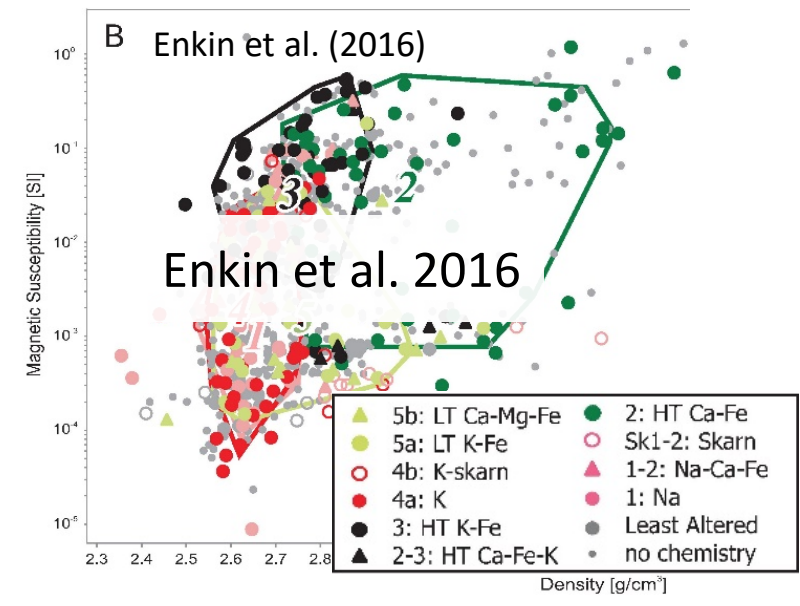 B
Enkin et al. (2016)
10⁰
10⁻¹
10⁻²
10⁻³
10⁻⁴
10⁻⁵
Magnetic Susceptibility [SI]
3
2
Enkin et al. 2016
1
5b: LT Ca-Mg-Fe
5a: LT K-Fe
4b: K-skarn
4a: K
3: HT K-Fe
2-3: HT Ca-Fe-K
2: HT Ca-Fe
Sk1-2: Skarn
1-2: Na-Ca-Fe
1: Na
Least Altered
no chemistry
2.3 2.4 2.5 2.6 2.7 2.8
Density [g/cm³]